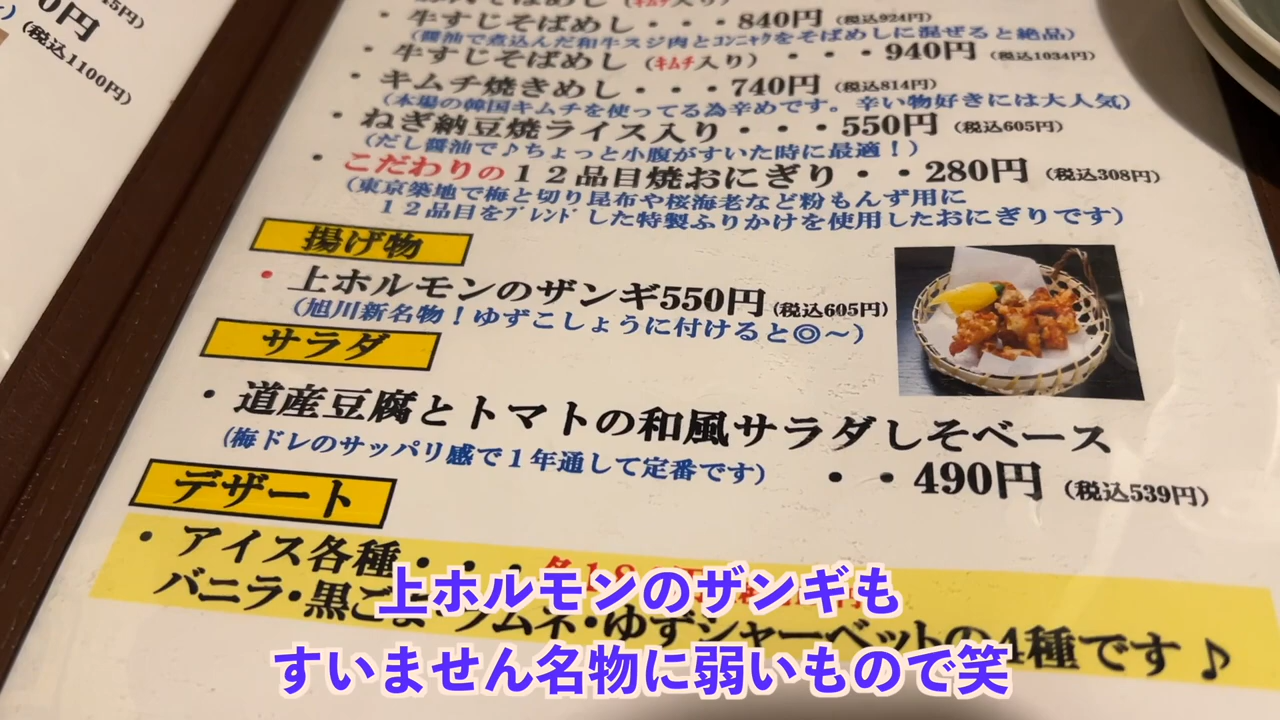 0円
(税込1100円)
・牛すじそばめし・・・840円 (税込924円)
(醤油で煮込んだ和牛スジ肉とコンニャクをそばめしに混ぜると絶品)
・牛すじそばめし (キムチ入り) ・・・940円 (税込1034円)
・キムチ焼きめし・・・740円 (税込814円)
(本場の韓国キムチを使ってる為辛めです。辛い物好きには大人気)
・ねぎ納豆焼ライス入り・・・550円 (税込605円)
(だし醤油で♪ちょっと小腹がすいた時に最適！)
・こだわりの12品目焼おにぎり・・280円 (税込308円)
(東京築地で梅と切り昆布や桜海老など粉もんず用に
12品目をブレンドした特製ふりかけを使用したおにぎりです)
揚げ物
・上ホルモンのザンギ550円 (税込605円)
(旭川新名物！ゆずこしょうに付けると◎～)
サラダ
・道産豆腐とトマトの和風サラダしそベース
(梅ドレのサッパリ感で1年通して定番です) ・・490円 (税込539円)
デザート
・アイス各種・・・
バニラ・黒ごま・ラムネ・ゆずシャーベットの4種です♪
上ホルモンのザンギも
すいません名物に弱いもので笑